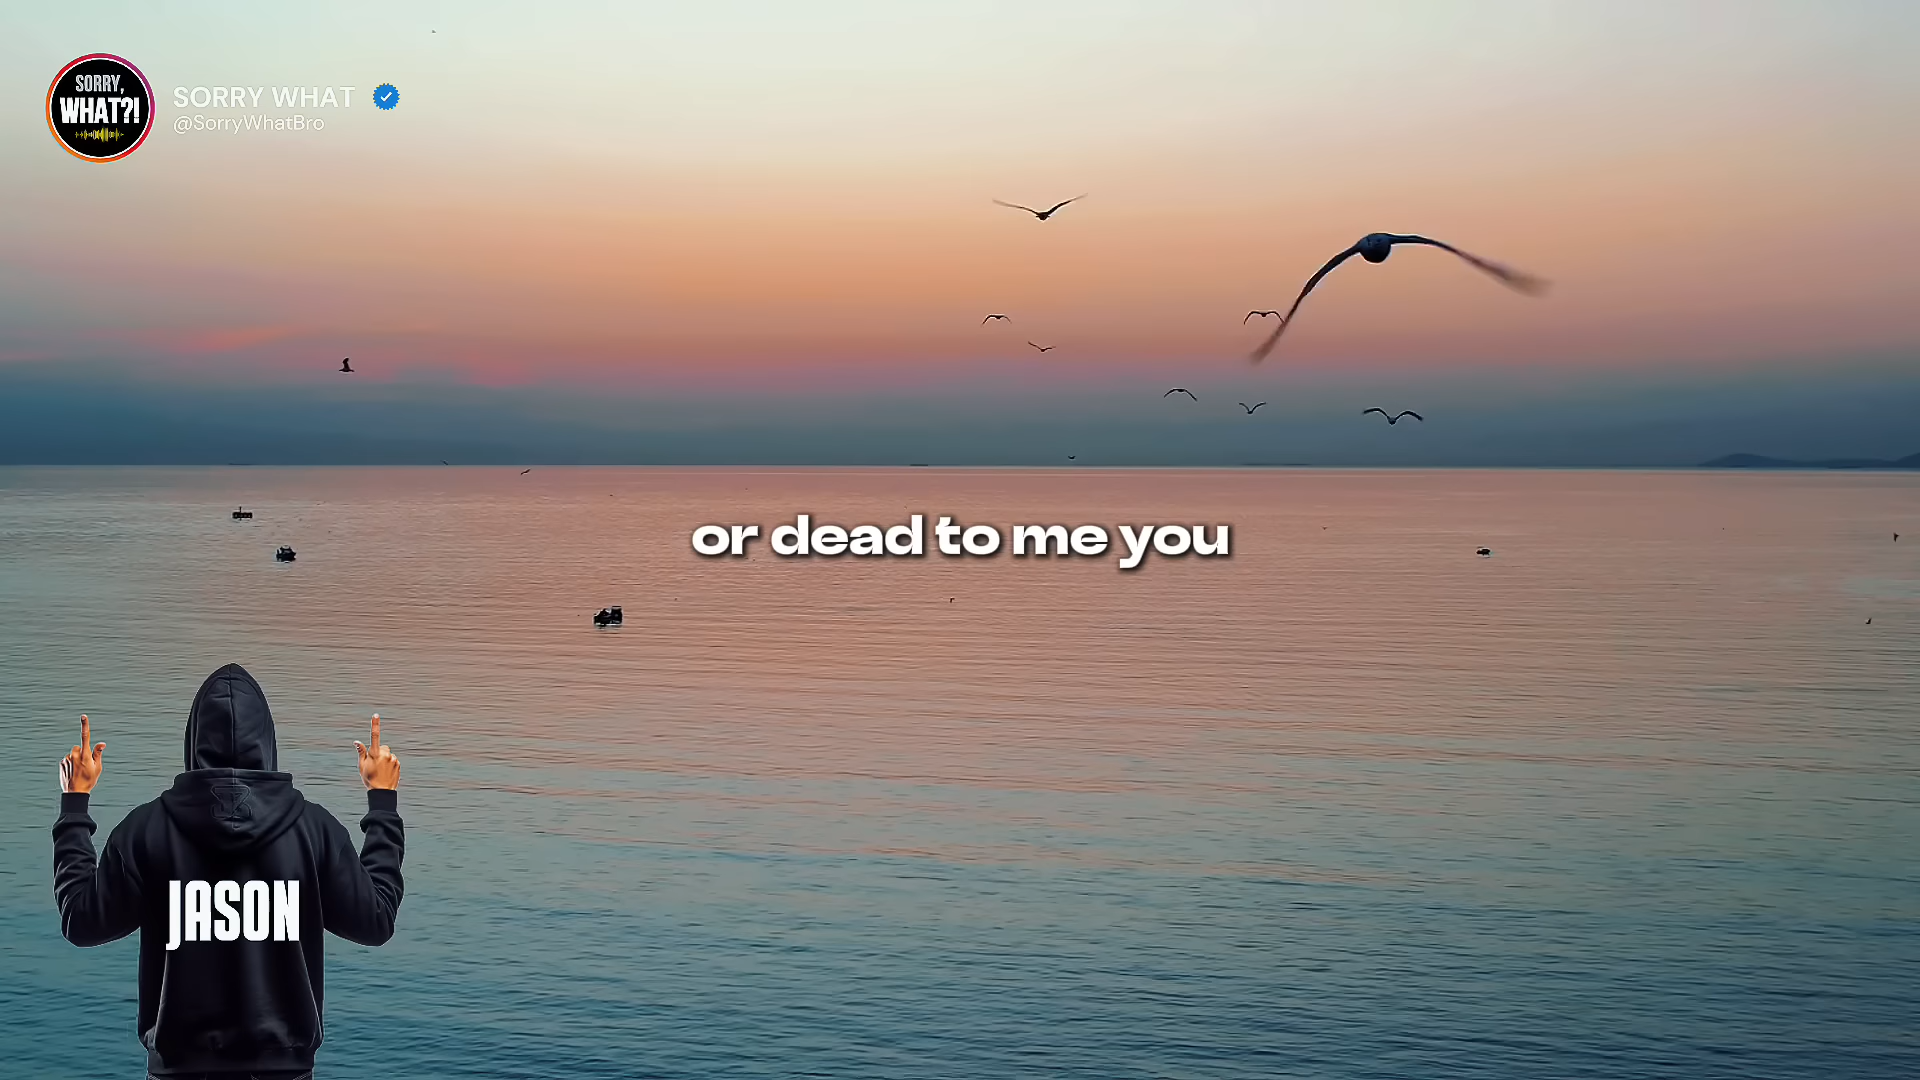 SORRY,
WHAT?!
SORRY WHAT
@SorryWhatBro
or dead to me you
JASON